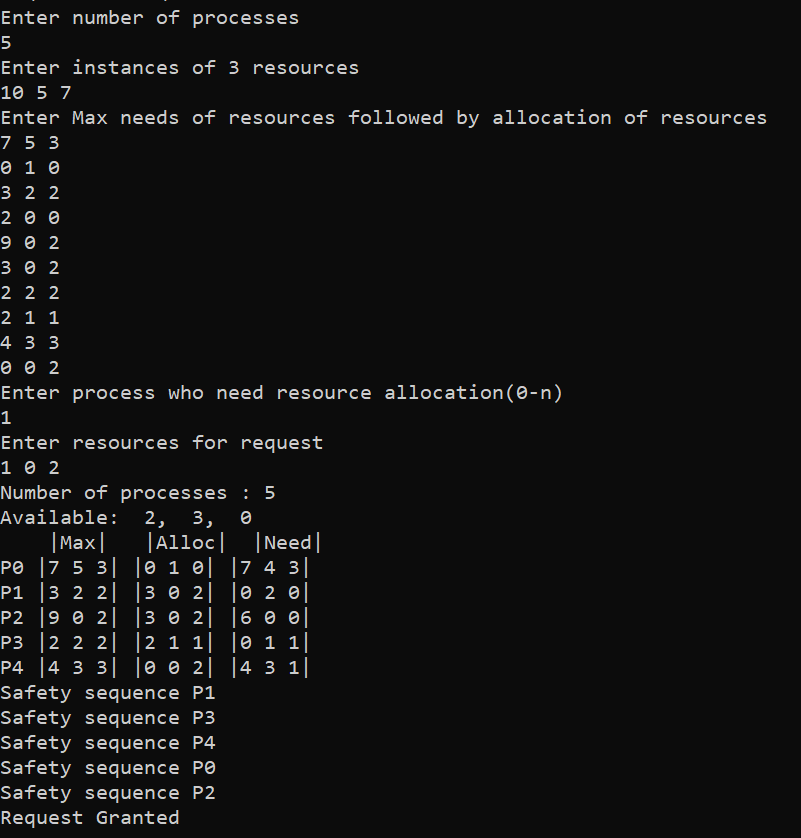 Enter number of processes
5
Enter instances of 3 resources
10 5 7
Enter Max needs of resources followed by allocation of resources
7 5 3
0 1 0
3 2 2
2 0 0
9 0 2
3 0 2
2 2 2
2 1 1
4 3 3
0 0 2
Enter process who need resource allocation(0-n)
1
Enter resources for request
1 0 2
Number of processes : 5
Available:  2,  3,  0
    |Max|   |Alloc|  |Need|
P0 |7 5 3| |0 1 0| |7 4 3|
P1 |3 2 2| |3 0 2| |0 2 0|
P2 |9 0 2| |3 0 2| |6 0 0|
P3 |2 2 2| |2 1 1| |0 1 1|
P4 |4 3 3| |0 0 2| |4 3 1|
Safety sequence P1
Safety sequence P3
Safety sequence P4
Safety sequence P0
Safety sequence P2
Request Granted